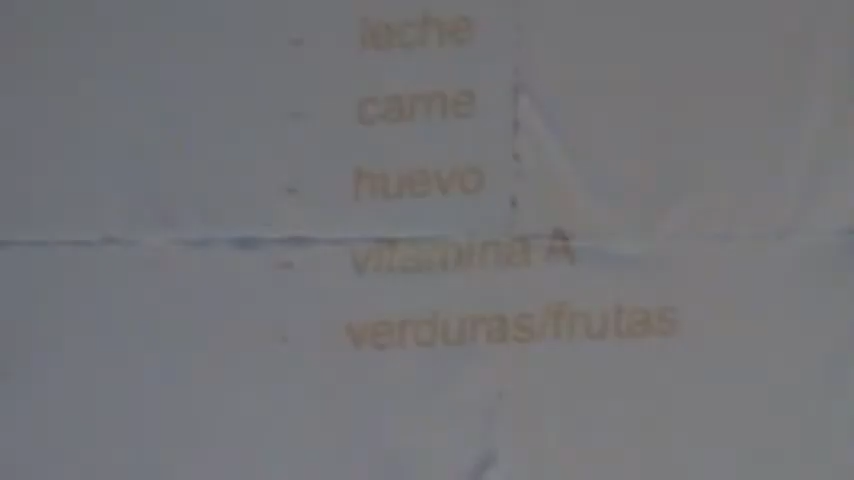 - leche
- carne
- huevo
- vitamina A
- verduras/frutas